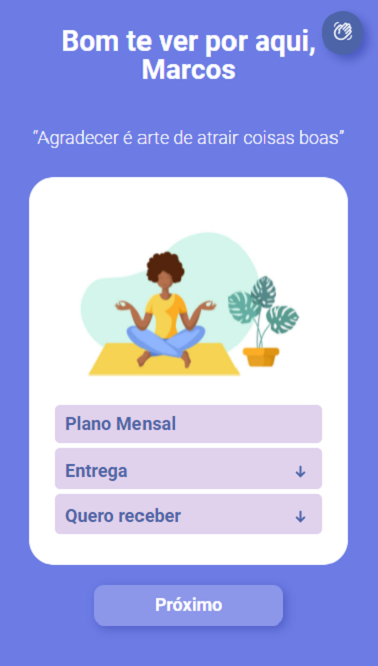 Bom te ver por aqui,
Marcos
“Agradecer é arte de atrair coisas boas”
Plano Mensal
Entrega
Quero receber
Próximo